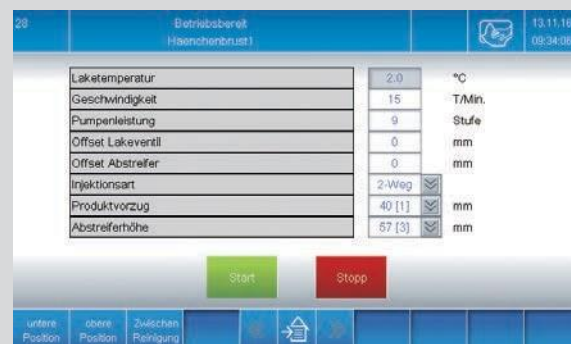 28
Betriebsbereit
Haenchenbrust1
13.11.16
09:34:06
Laketemperatur 2.0 °C
Geschwindigkeit 15 T/Min.
Pumpenleistung 9 Stufe
Offset Lakeventil 0 mm
Offset Abstreifer 0 mm
Injektionsart 2-Weg
Produktvorzug 40 [1] mm
Abstreiferhöhe 67 [3] mm
Start Stopp
untere Position
obere Position
Zwischen Reinigung